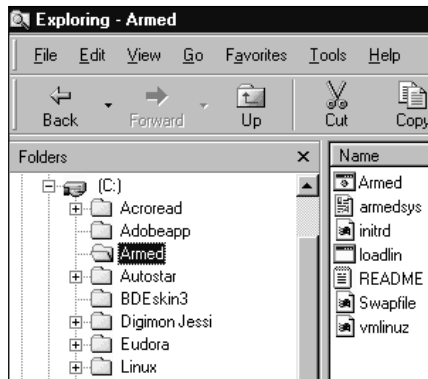 Exploring - Armed
File Edit View Go Favorites Tools Help
Back Forward Up Cut Copy
Folders
(C:)
Acroread
Adobeapp
Armed
Autostar
BDEskin3
Digimon Jessi
Eudora
Linux
Name
Armed
armedsys
initrd
loadlin
README
Swapfile
vmlinuz